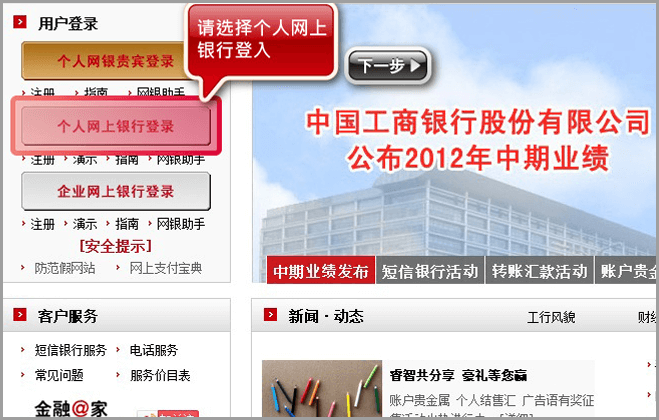 用户登录
请选择个人网上
银行登入
个人网银贵宾登录
下一步
注册 指南 网银助手
个人网上银行登录
注册 演示 指南 网银助手
企业网上银行登录
注册 演示 指南 网银助手
[安全提示]
防范假网站 网上支付宝典
中国工商银行股份有限公司
公布2012年中期业绩
中期业绩发布 短信银行活动 转账汇款活动 账户贵金
客户服务
短信银行服务 电话服务
常见问题 服务价目表
金融@家
新闻·动态 工行风貌 财经
睿智共分享 豪礼等您赢
账户贵金属 个人结售汇 广告语有奖征